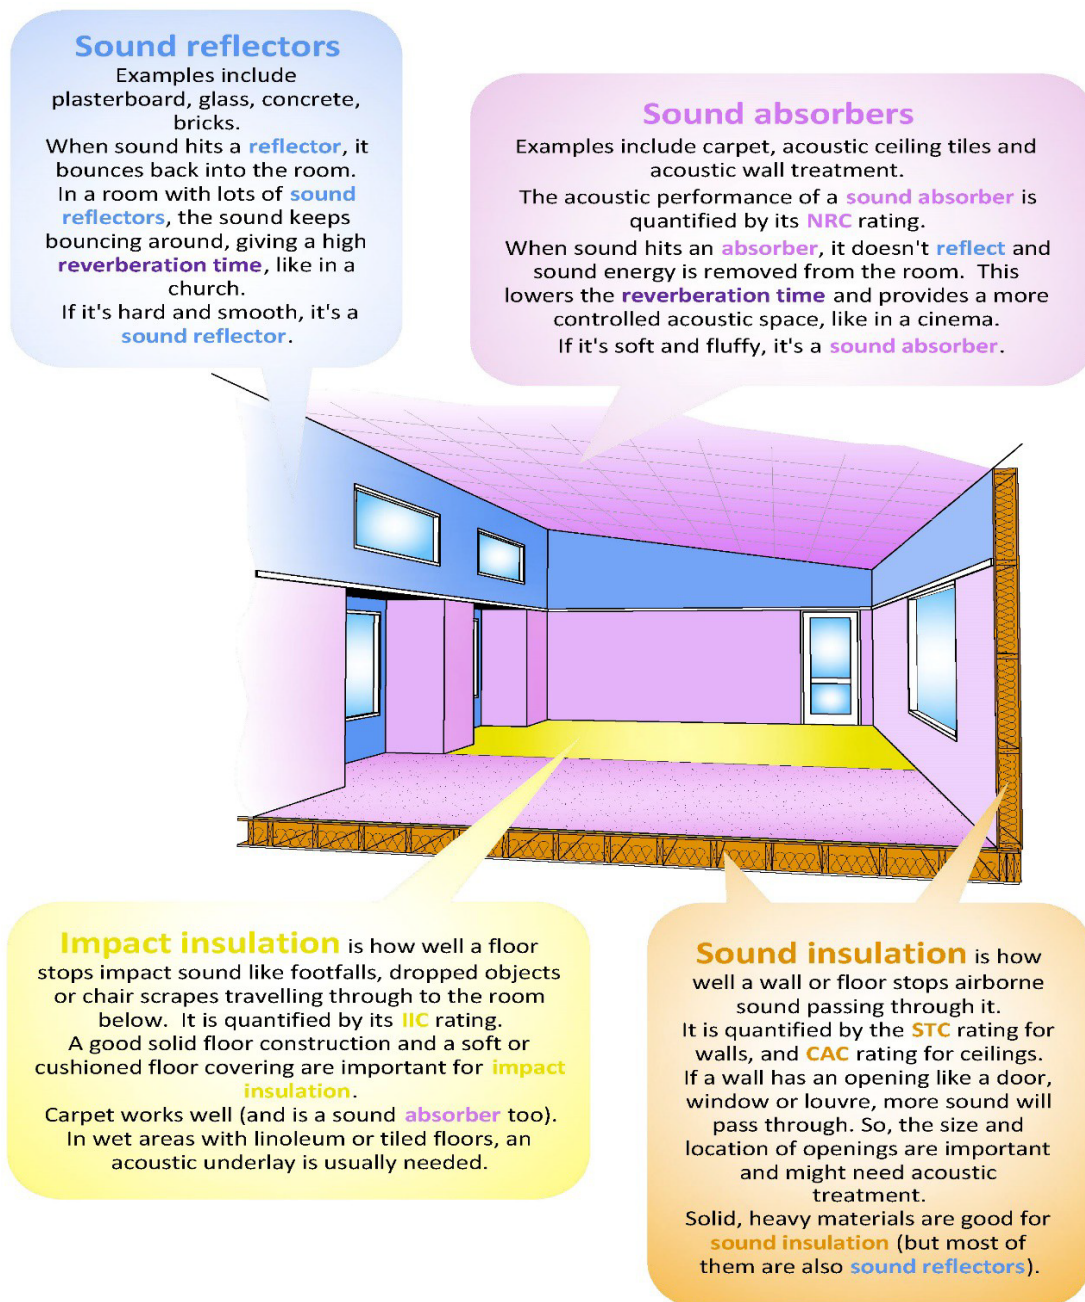 Sound reflectors
Examples include
plasterboard, glass, concrete,
bricks.
When sound hits a reflector, it
bounces back into the room.
In a room with lots of sound
reflectors, the sound keeps
bouncing around, giving a high
reverberation time, like in a
church.
If it's hard and smooth, it's a
sound reflector.
Sound absorbers
Examples include carpet, acoustic ceiling tiles and
acoustic wall treatment.
The acoustic performance of a sound absorber is
quantified by its NRC rating.
When sound hits an absorber, it doesn't reflect and
sound energy is removed from the room. This
lowers the reverberation time and provides a more
controlled acoustic space, like in a cinema.
If it's soft and fluffy, it's a sound absorber.
Impact insulation is how well a floor
stops impact sound like footfalls, dropped objects
or chair scrapes travelling through to the room
below. It is quantified by its IIC rating.
A good solid floor construction and a soft or
cushioned floor covering are important for impact
insulation.
Carpet works well (and is a sound absorber too).
In wet areas with linoleum or tiled floors, an
acoustic underlay is usually needed.
Sound insulation is how
well a wall or floor stops airborne
sound passing through it.
It is quantified by the STC rating for
walls, and CAC rating for ceilings.
If a wall has an opening like a door,
window or louvre, more sound will
pass through. So, the size and
location of openings are important
and might need acoustic
treatment.
Solid, heavy materials are good for
sound insulation (but most of
them are also sound reflectors).